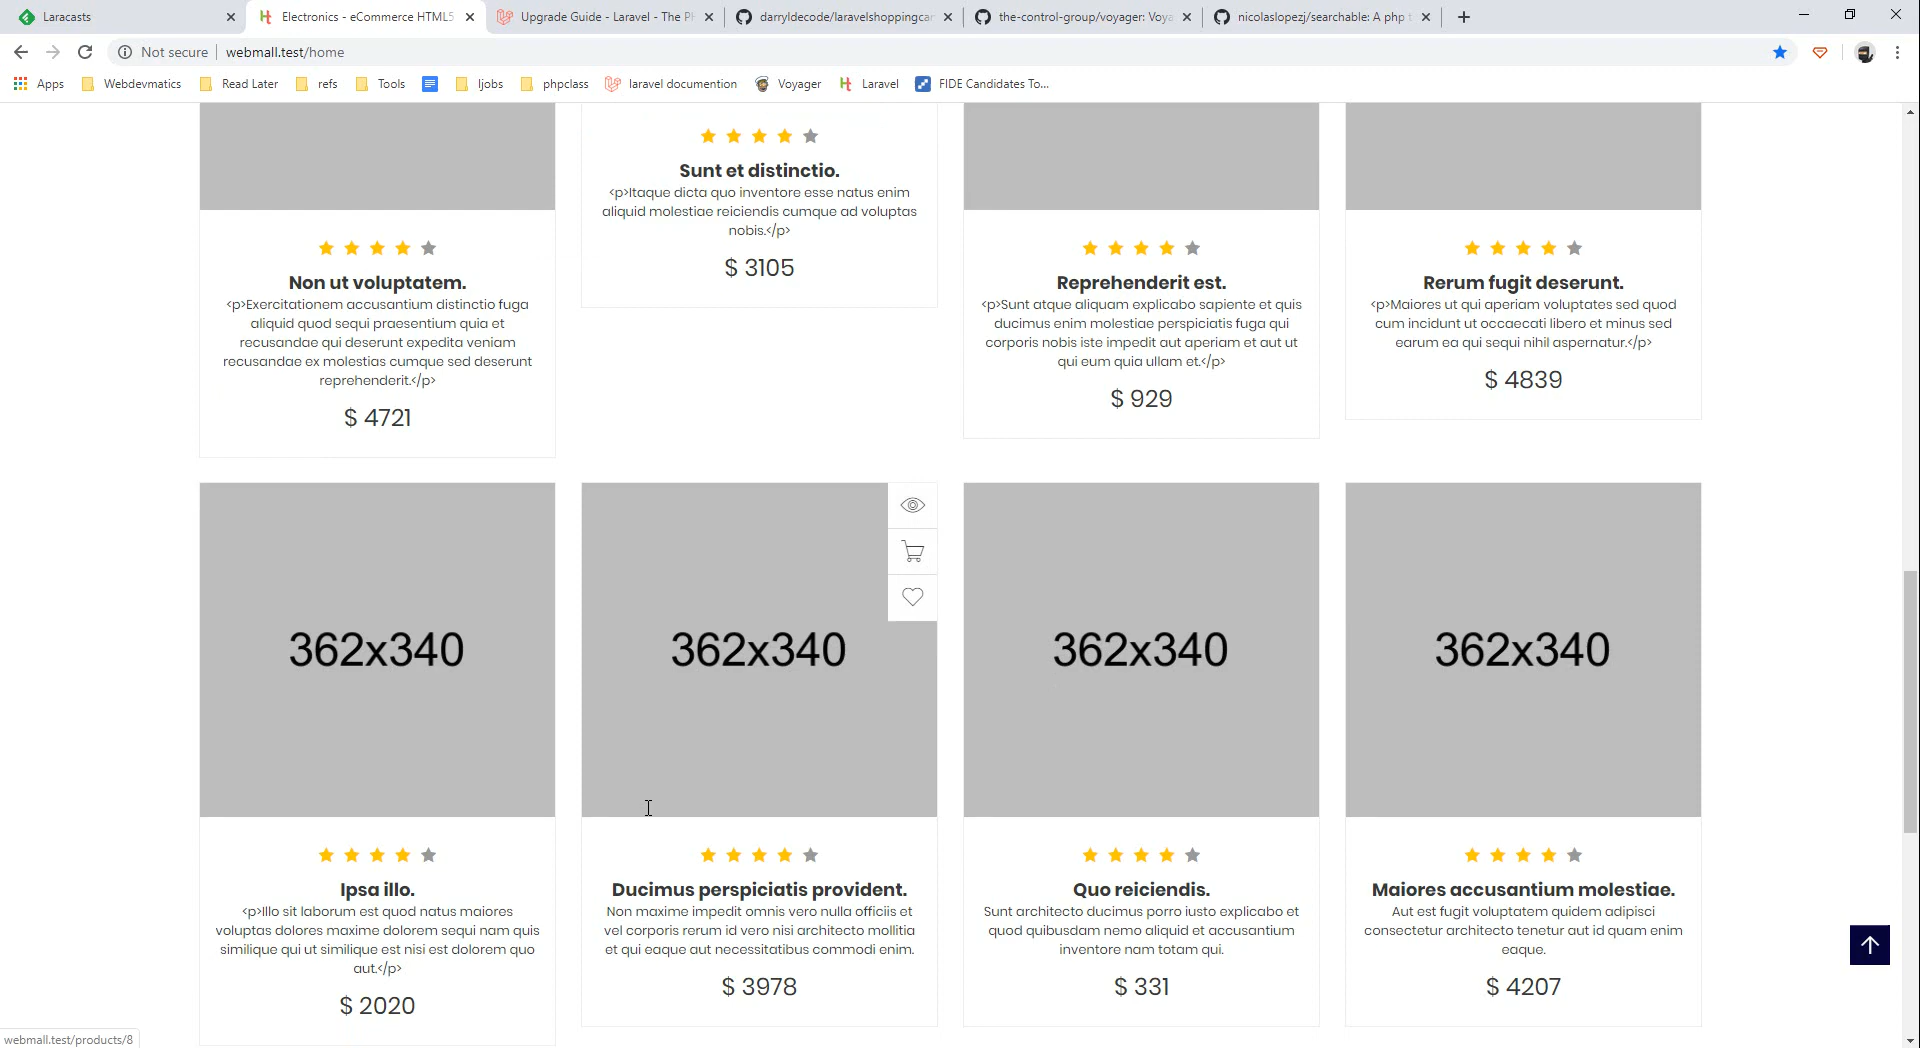 Laracasts
Electronics - eCommerce HTML5
Upgrade Guide - Laravel - The P
darryldecode/laravelshoppingca
the-control-group/voyager: Voya
nicolaslopezj/searchable: A php
Not secure
webmall.test/home
Apps
Webdevmatics
Read Later
refs
Tools
ljobs
phpclass
laravel documention
Voyager
Laravel
FIDE Candidates To...
Sunt et distinctio.
<p>Itaque dicta quo inventore esse natus enim
aliquid molestiae reiciendis cumque ad voluptas
nobis.</p>
$ 3105
Non ut voluptatem.
<p>Exercitationem accusantium distinctio fuga
aliquid quod sequi praesentium quia et
recusandae qui deserunt expedita veniam
recusandae ex molestias cumque sed deserunt
reprehenderit.</p>
$ 4721
Reprehenderit est.
<p>Sunt atque aliquam explicabo sapiente et quis
ducimus enim molestiae perspiciatis fuga qui
corporis nobis iste impedit aut aperiam et aut ut
qui eum quia ullam et.</p>
$ 929
Rerum fugit deserunt.
<p>Maiores ut qui aperiam voluptates sed quod
cum incidunt ut occaecati libero et minus sed
earum ea qui sequi nihil aspernatur.</p>
$ 4839
362x340
362x340
362x340
362x340
Ipsa illo.
<p>Illo sit laborum est quod natus maiores
voluptas dolores maxime dolorem sequi nam quis
similique qui ut similique est nisi est dolorem quo
aut.</p>
$ 2020
Ducimus perspiciatis provident.
Non maxime impedit omnis vero nulla officiis et
vel corporis rerum id vero nisi architecto mollitia
et qui eaque aut necessitatibus commodi enim.
$ 3978
Quo reiciendis.
Sunt architecto ducimus porro iusto explicabo et
quod quibusdam nemo aliquid et accusantium
inventore nam totam qui.
$ 331
Maiores accusantium molestiae.
Aut est fugit voluptatem quidem adipisci
consectetur architecto tenetur aut id quam enim
eaque.
$ 4207
webmall.test/products/8